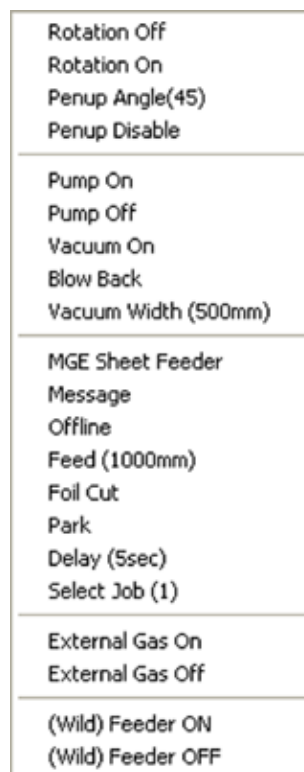 Rotation Off
Rotation On
Penup Angle(45)
Penup Disable
Pump On
Pump Off
Vacuum On
Blow Back
Vacuum Width (500mm)
MGE Sheet Feeder
Message
Offline
Feed (1000mm)
Foil Cut
Park
Delay (5sec)
Select Job (1)
External Gas On
External Gas Off
(Wild) Feeder ON
(Wild) Feeder OFF